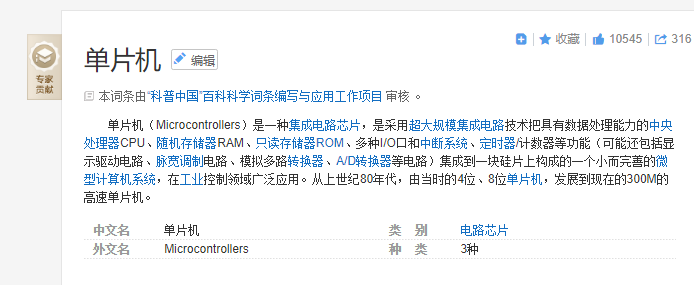 收藏 10545 316
单片机 编辑
专家
贡献
本词条由“科普中国”百科科学词条编写与应用工作项目 审核 。
单片机（Microcontrollers）是一种集成电路芯片，是采用超大规模集成电路技术把具有数据处理能力的中央
处理器CPU、随机存储器RAM、只读存储器ROM、多种I/O口和中断系统、定时器/计数器等功能（可能还包括显
示驱动电路、脉宽调制电路、模拟多路转换器、A/D转换器等电路）集成到一块硅片上构成的一个小而完善的微
型计算机系统，在工业控制领域广泛应用。从上世纪80年代，由当时的4位、8位单片机，发展到现在的300M的
高速单片机。
中文名 单片机 类 别 电路芯片
外文名 Microcontrollers 种 类 3种